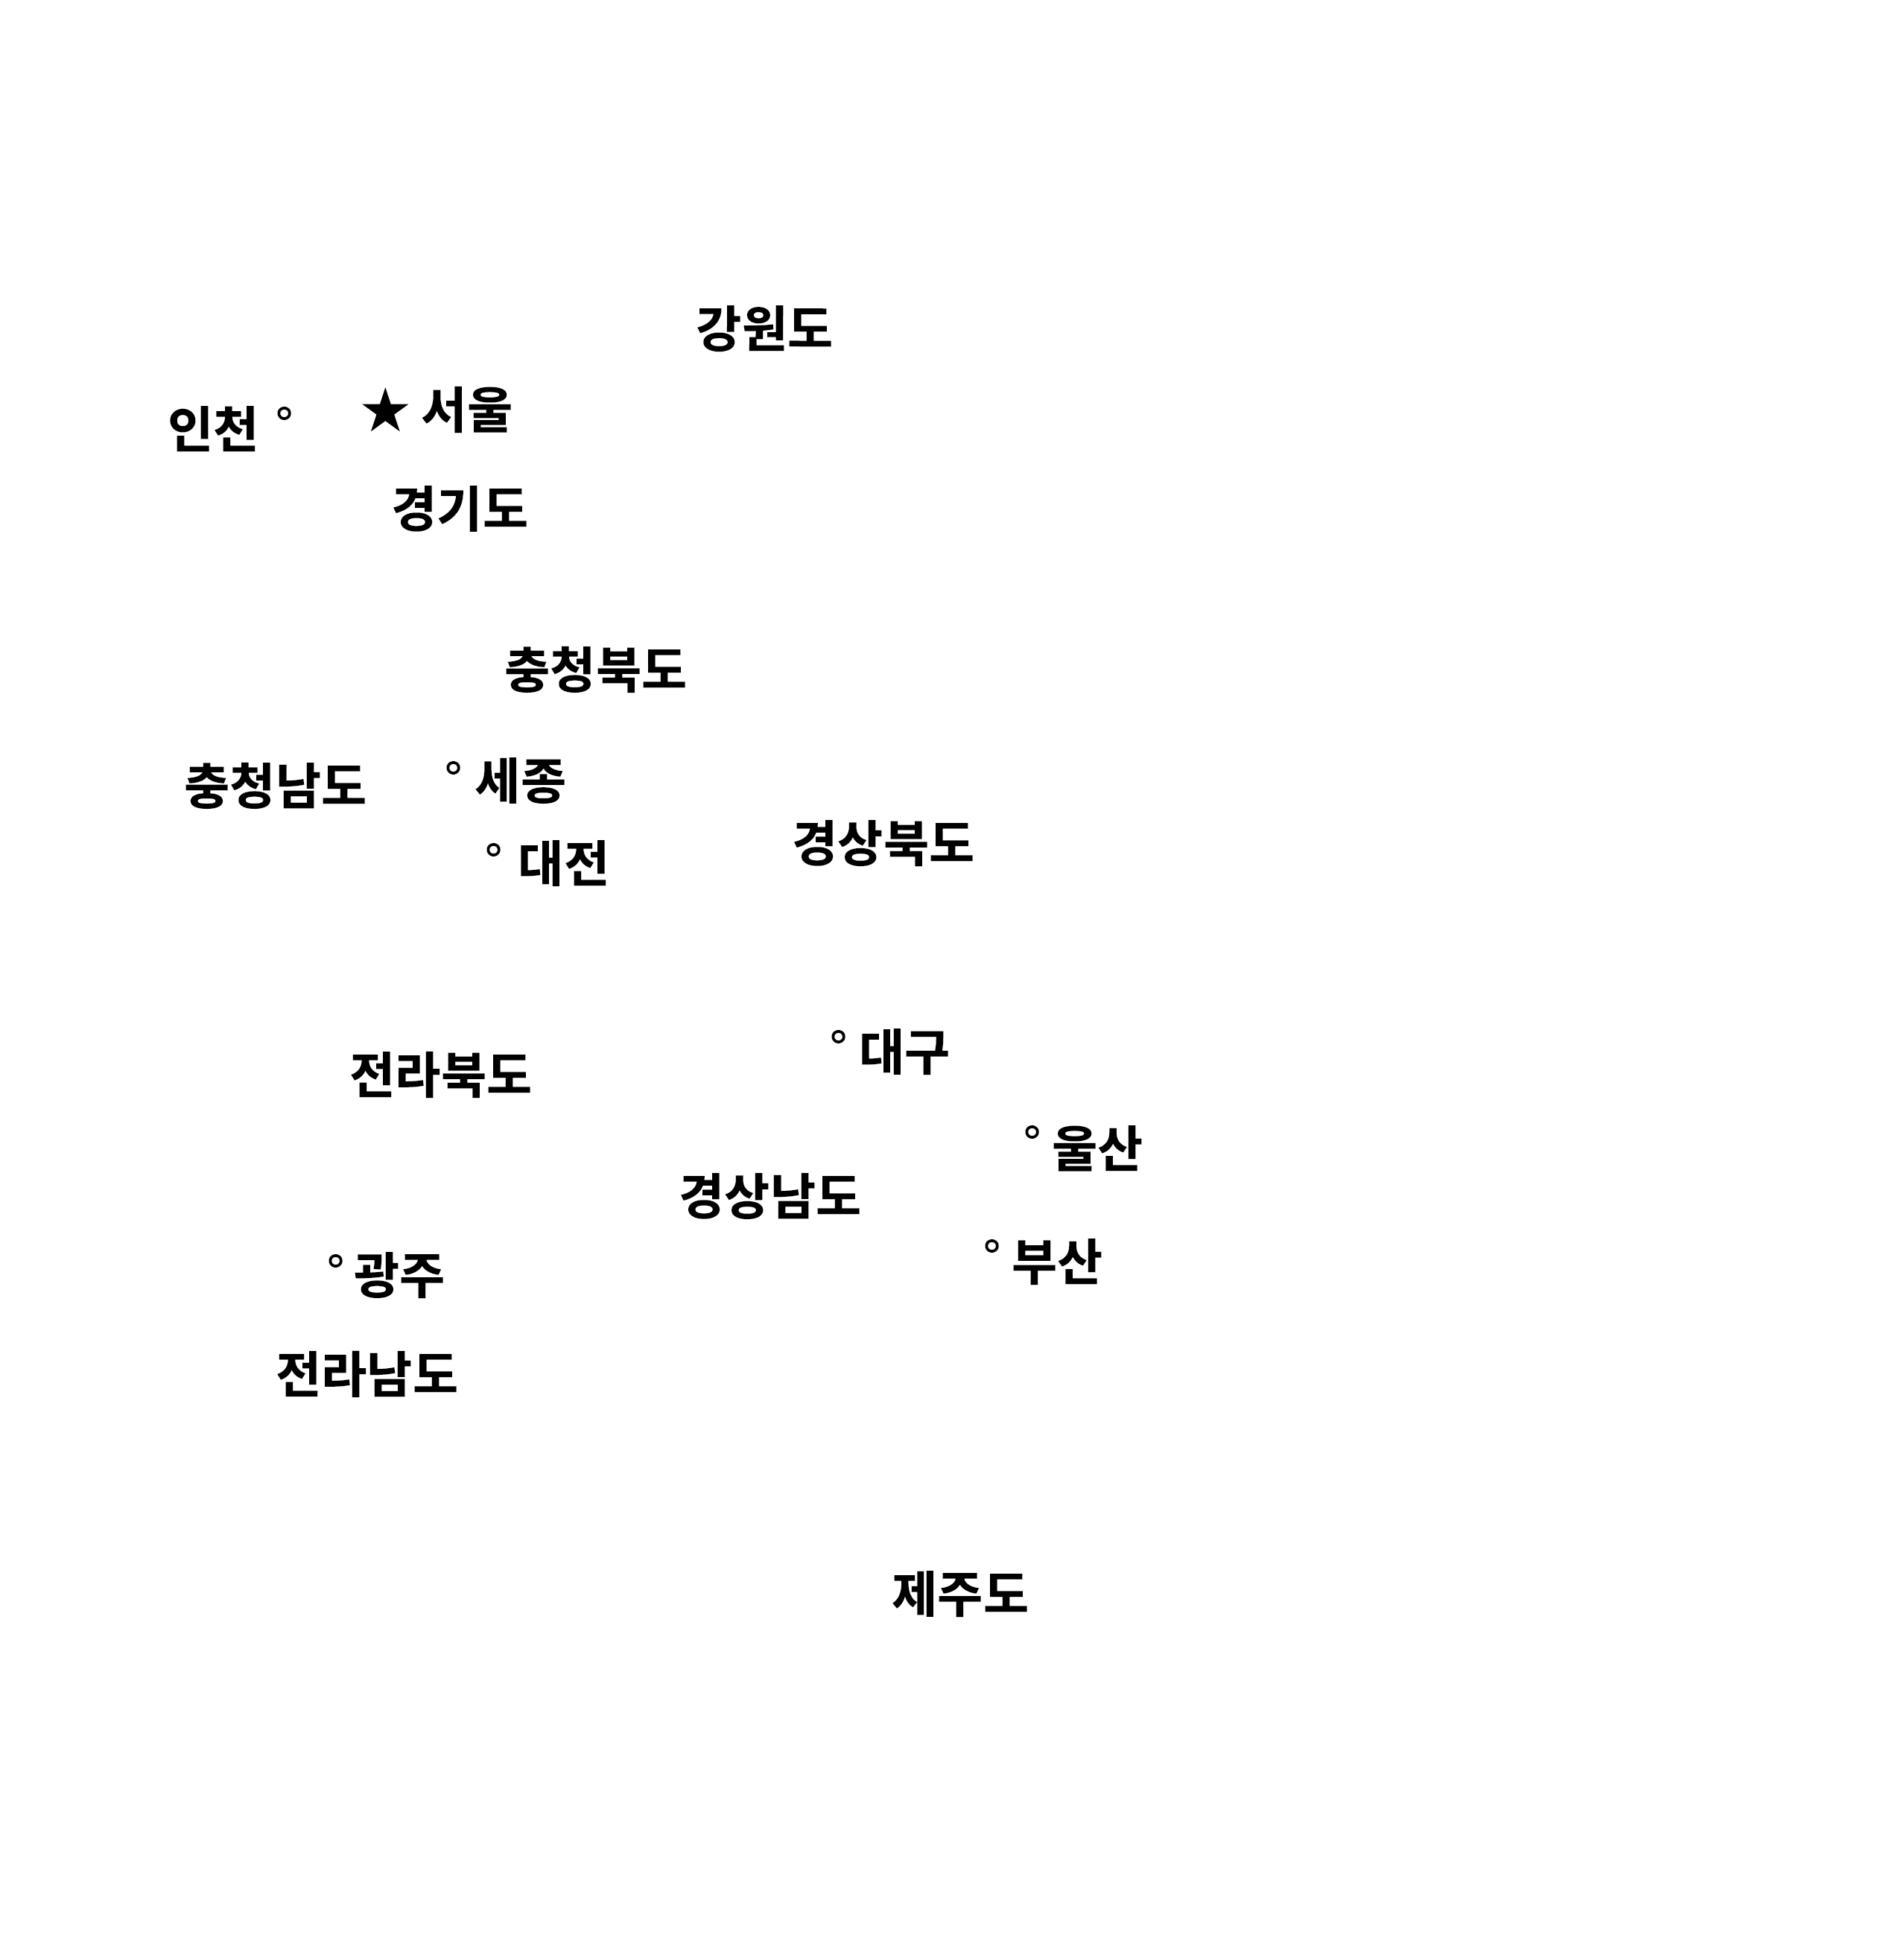 강원도
★ 서울
인천 °
경기도
충청북도
충청남도
° 세종
경상북도
° 대전
° 대구
전라북도
° 울산
경상남도
° 부산
° 광주
전라남도
제주도